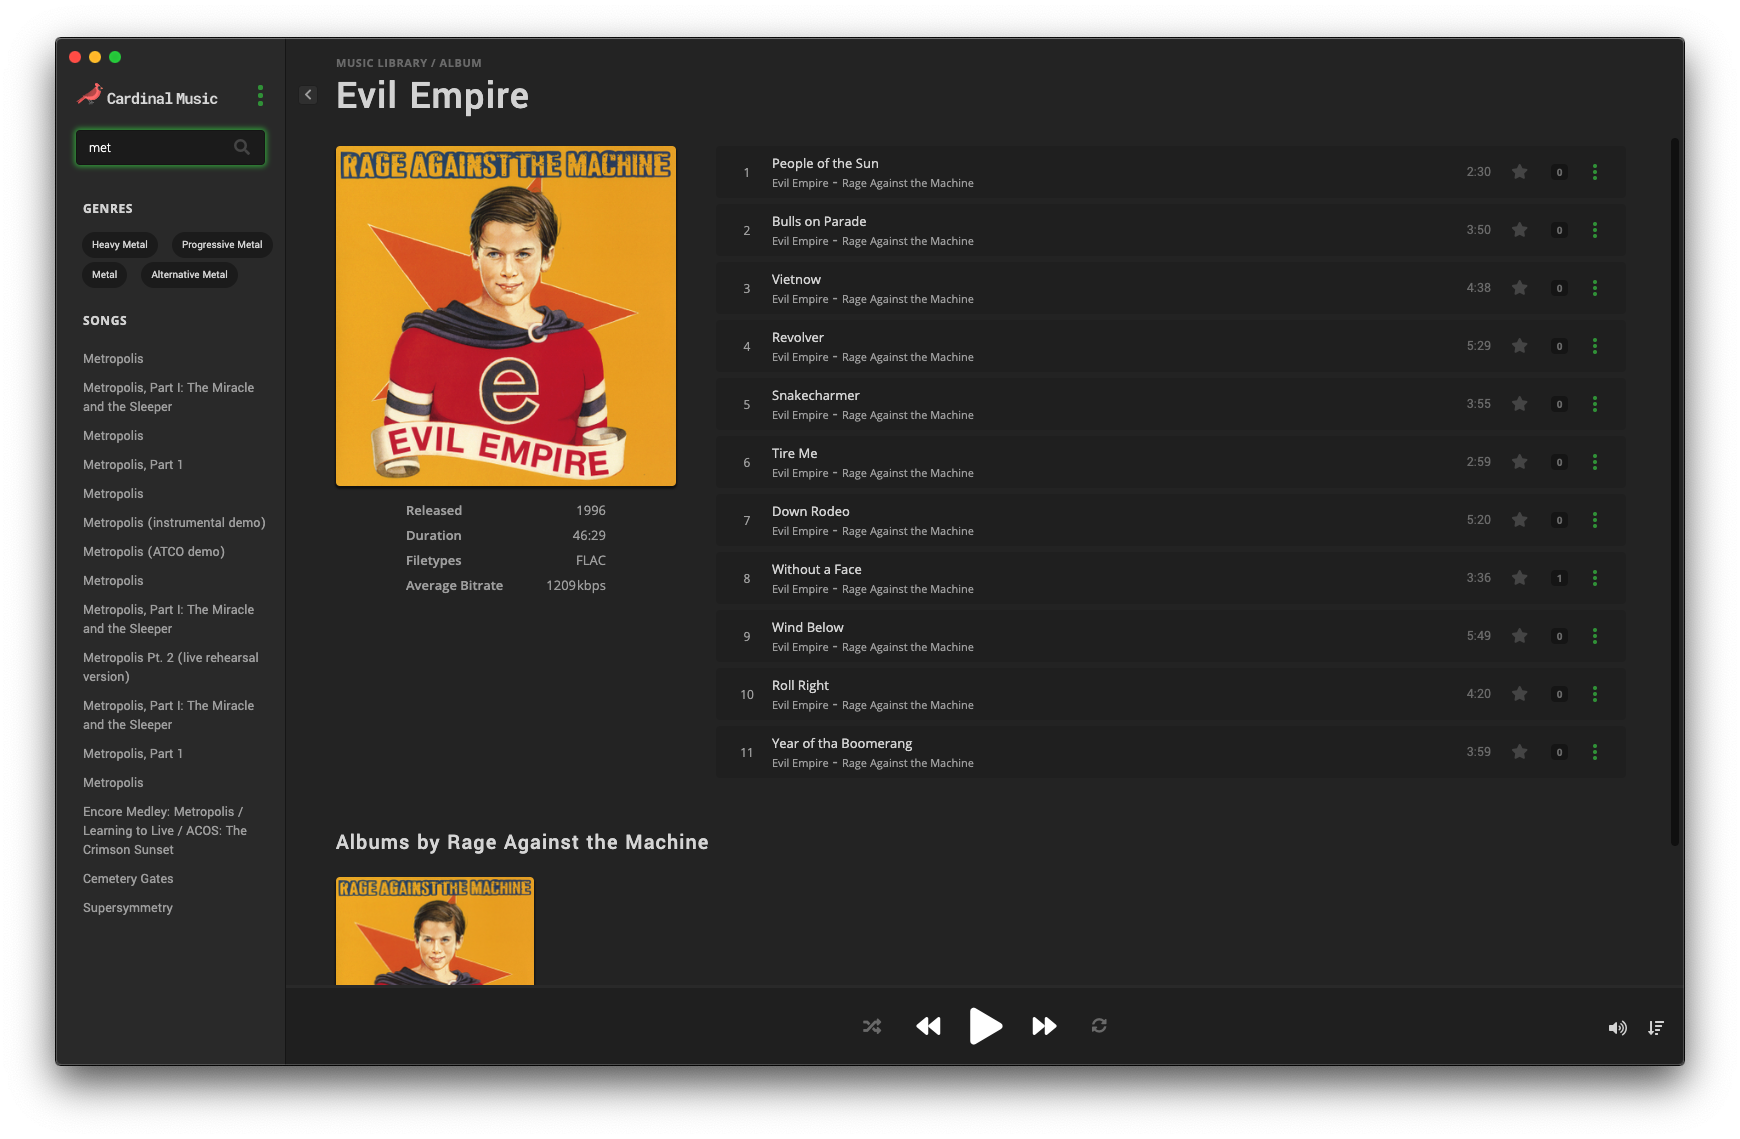 Cardinal Music
met
GENRES
Heavy Metal
Progressive Metal
Metal
Alternative Metal
SONGS
Metropolis
Metropolis, Part I: The Miracle
and the Sleeper
Metropolis
Metropolis, Part 1
Metropolis
Metropolis (instrumental demo)
Metropolis (ATCO demo)
Metropolis
Metropolis, Part I: The Miracle
and the Sleeper
Metropolis Pt. 2 (live rehearsal
version)
Metropolis, Part I: The Miracle
and the Sleeper
Metropolis, Part 1
Metropolis
Encore Medley: Metropolis /
Learning to Live / ACOS: The
Crimson Sunset
Cemetery Gates
Supersymmetry
MUSIC LIBRARY / ALBUM
Evil Empire
RAGE AGAINST THE MACHINE
e
EVIL EMPIRE
Released 1996
Duration 46:29
Filetypes FLAC
Average Bitrate 1209kbps
1 People of the Sun 2:30 0
Evil Empire - Rage Against the Machine
2 Bulls on Parade 3:50 0
Evil Empire - Rage Against the Machine
3 Vietnow 4:38 0
Evil Empire - Rage Against the Machine
4 Revolver 5:29 0
Evil Empire - Rage Against the Machine
5 Snakecharmer 3:55 0
Evil Empire - Rage Against the Machine
6 Tire Me 2:59 0
Evil Empire - Rage Against the Machine
7 Down Rodeo 5:20 0
Evil Empire - Rage Against the Machine
8 Without a Face 3:36 1
Evil Empire - Rage Against the Machine
9 Wind Below 5:49 0
Evil Empire - Rage Against the Machine
10 Roll Right 4:20 0
Evil Empire - Rage Against the Machine
11 Year of tha Boomerang 3:59 0
Evil Empire - Rage Against the Machine
Albums by Rage Against the Machine
RAGE AGAINST THE MACHINE